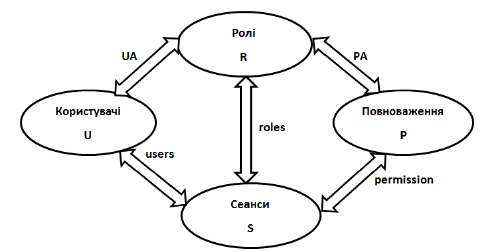 Ролі
R
UA
PA
Користувачі
U
Повноваження
P
roles
users
permission
Сеанси
S